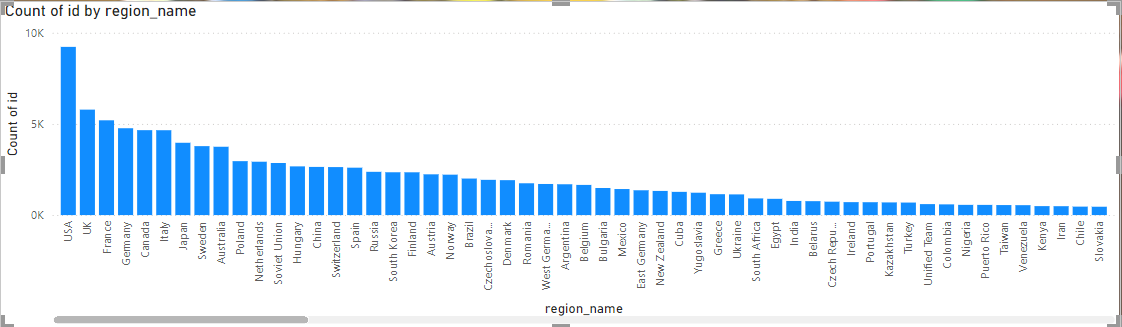 Count of id by region_name
Count of id
10K
5K
0K
USA
UK
France
Germany
Canada
Italy
Japan
Sweden
Australia
Poland
Netherlands
Soviet Union
Hungary
China
Switzerland
Spain
Russia
South Korea
Finland
Austria
Norway
Brazil
Czechoslova...
Denmark
Romania
West Germa...
Argentina
Belgium
Bulgaria
Mexico
East Germany
New Zealand
Cuba
Yugoslavia
Greece
Ukraine
South Africa
Egypt
India
Belarus
Czech Repu...
Ireland
Portugal
Kazakhstan
Turkey
Unified Team
Colombia
Nigeria
Puerto Rico
Taiwan
Venezuela
Kenya
Iran
Chile
Slovakia
region_name